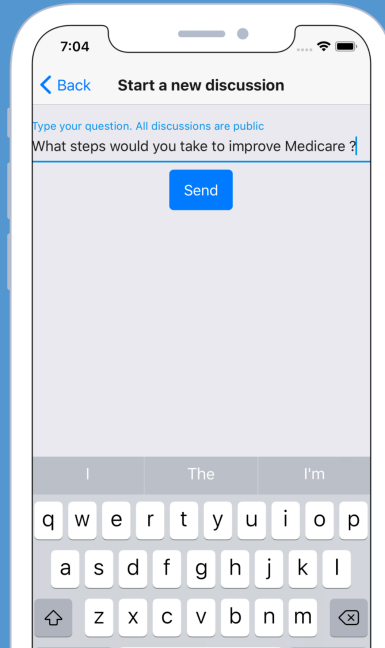 7:04
Back Start a new discussion
Type your question. All discussions are public
What steps would you take to improve Medicare ?
Send
I The I'm
q w e r t y u i o p
a s d f g h j k l
z x c v b n m